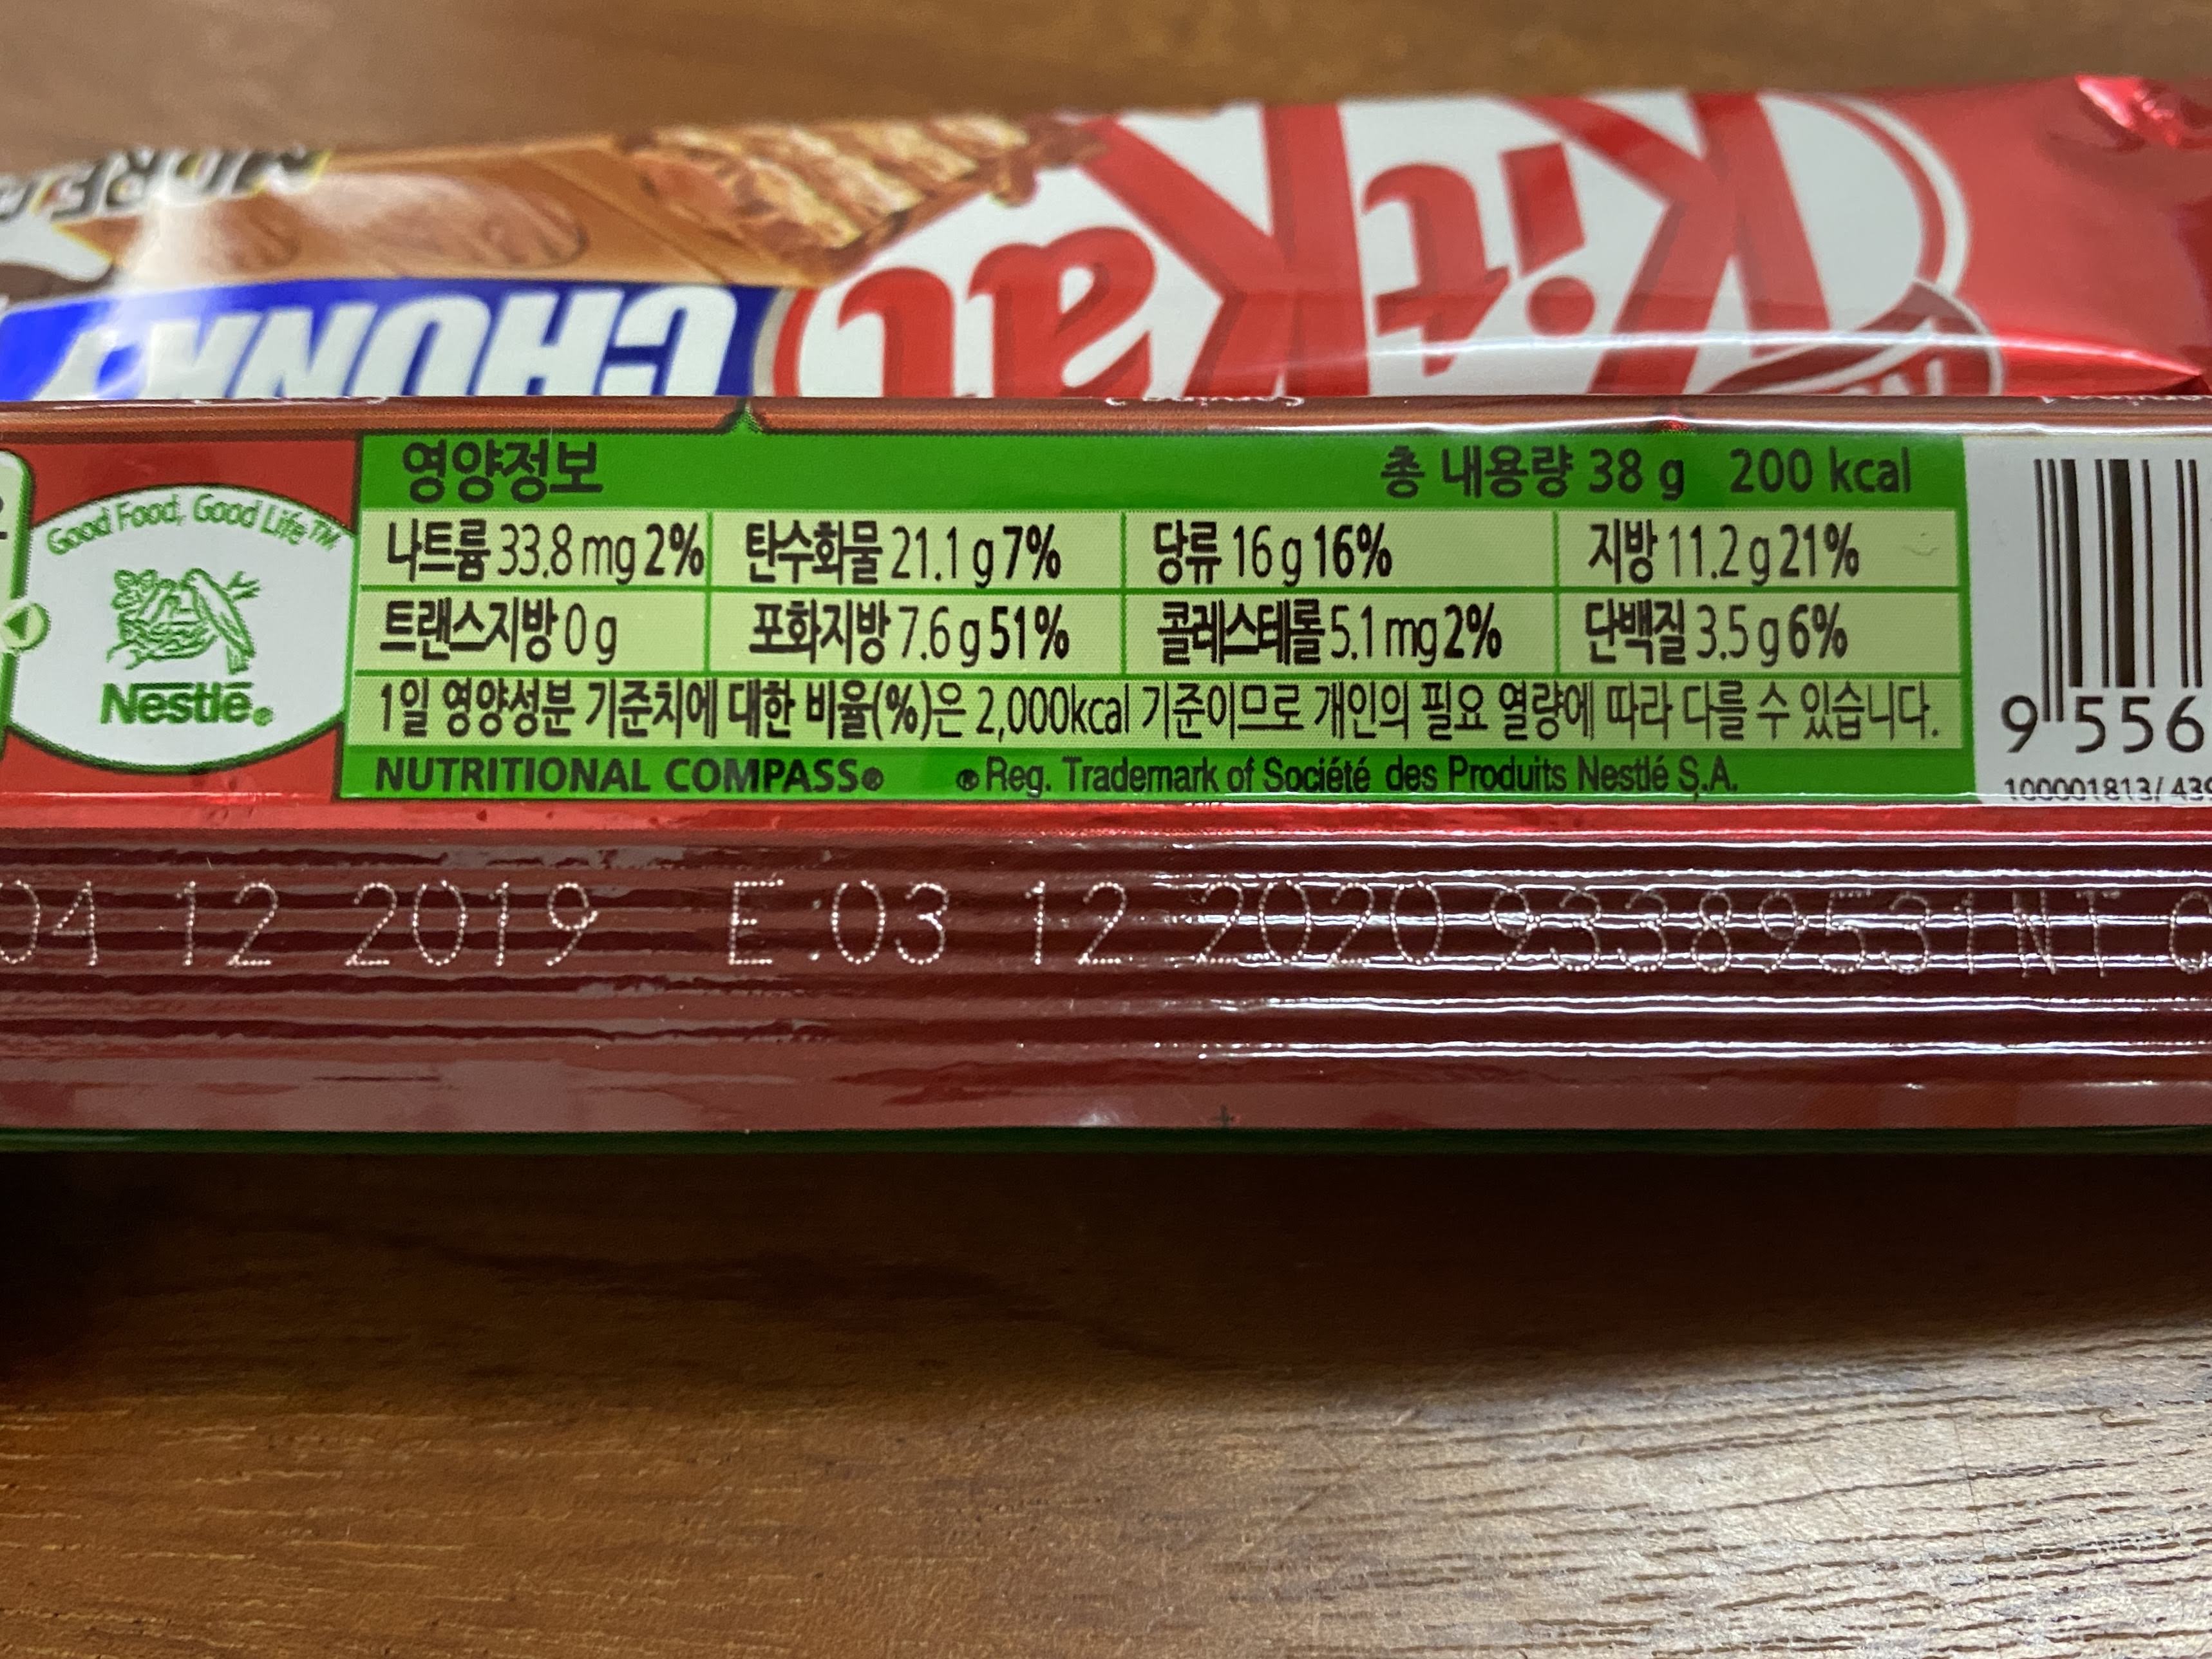 KitKat
CHUNKY
MORE
영양정보 총 내용량 38 g 200 kcal
나트륨 33.8 mg 2% 탄수화물 21.1 g 7% 당류 16 g 16% 지방 11.2 g 21%
트랜스지방 0 g 포화지방 7.6 g 51% 콜레스테롤 5.1 mg 2% 단백질 3.5 g 6%
1일 영양성분 기준치에 대한 비율(%)은 2,000kcal 기준이므로 개인의 필요 열량에 따라 다를 수 있습니다.
NUTRITIONAL COMPASS® ® Reg. Trademark of Société des Produits Nestlé S.A.
Good Food, Good Life™
Nestlé®
9 556
100001813/439
04 12 2019 E:03 12 2020 93389531NT